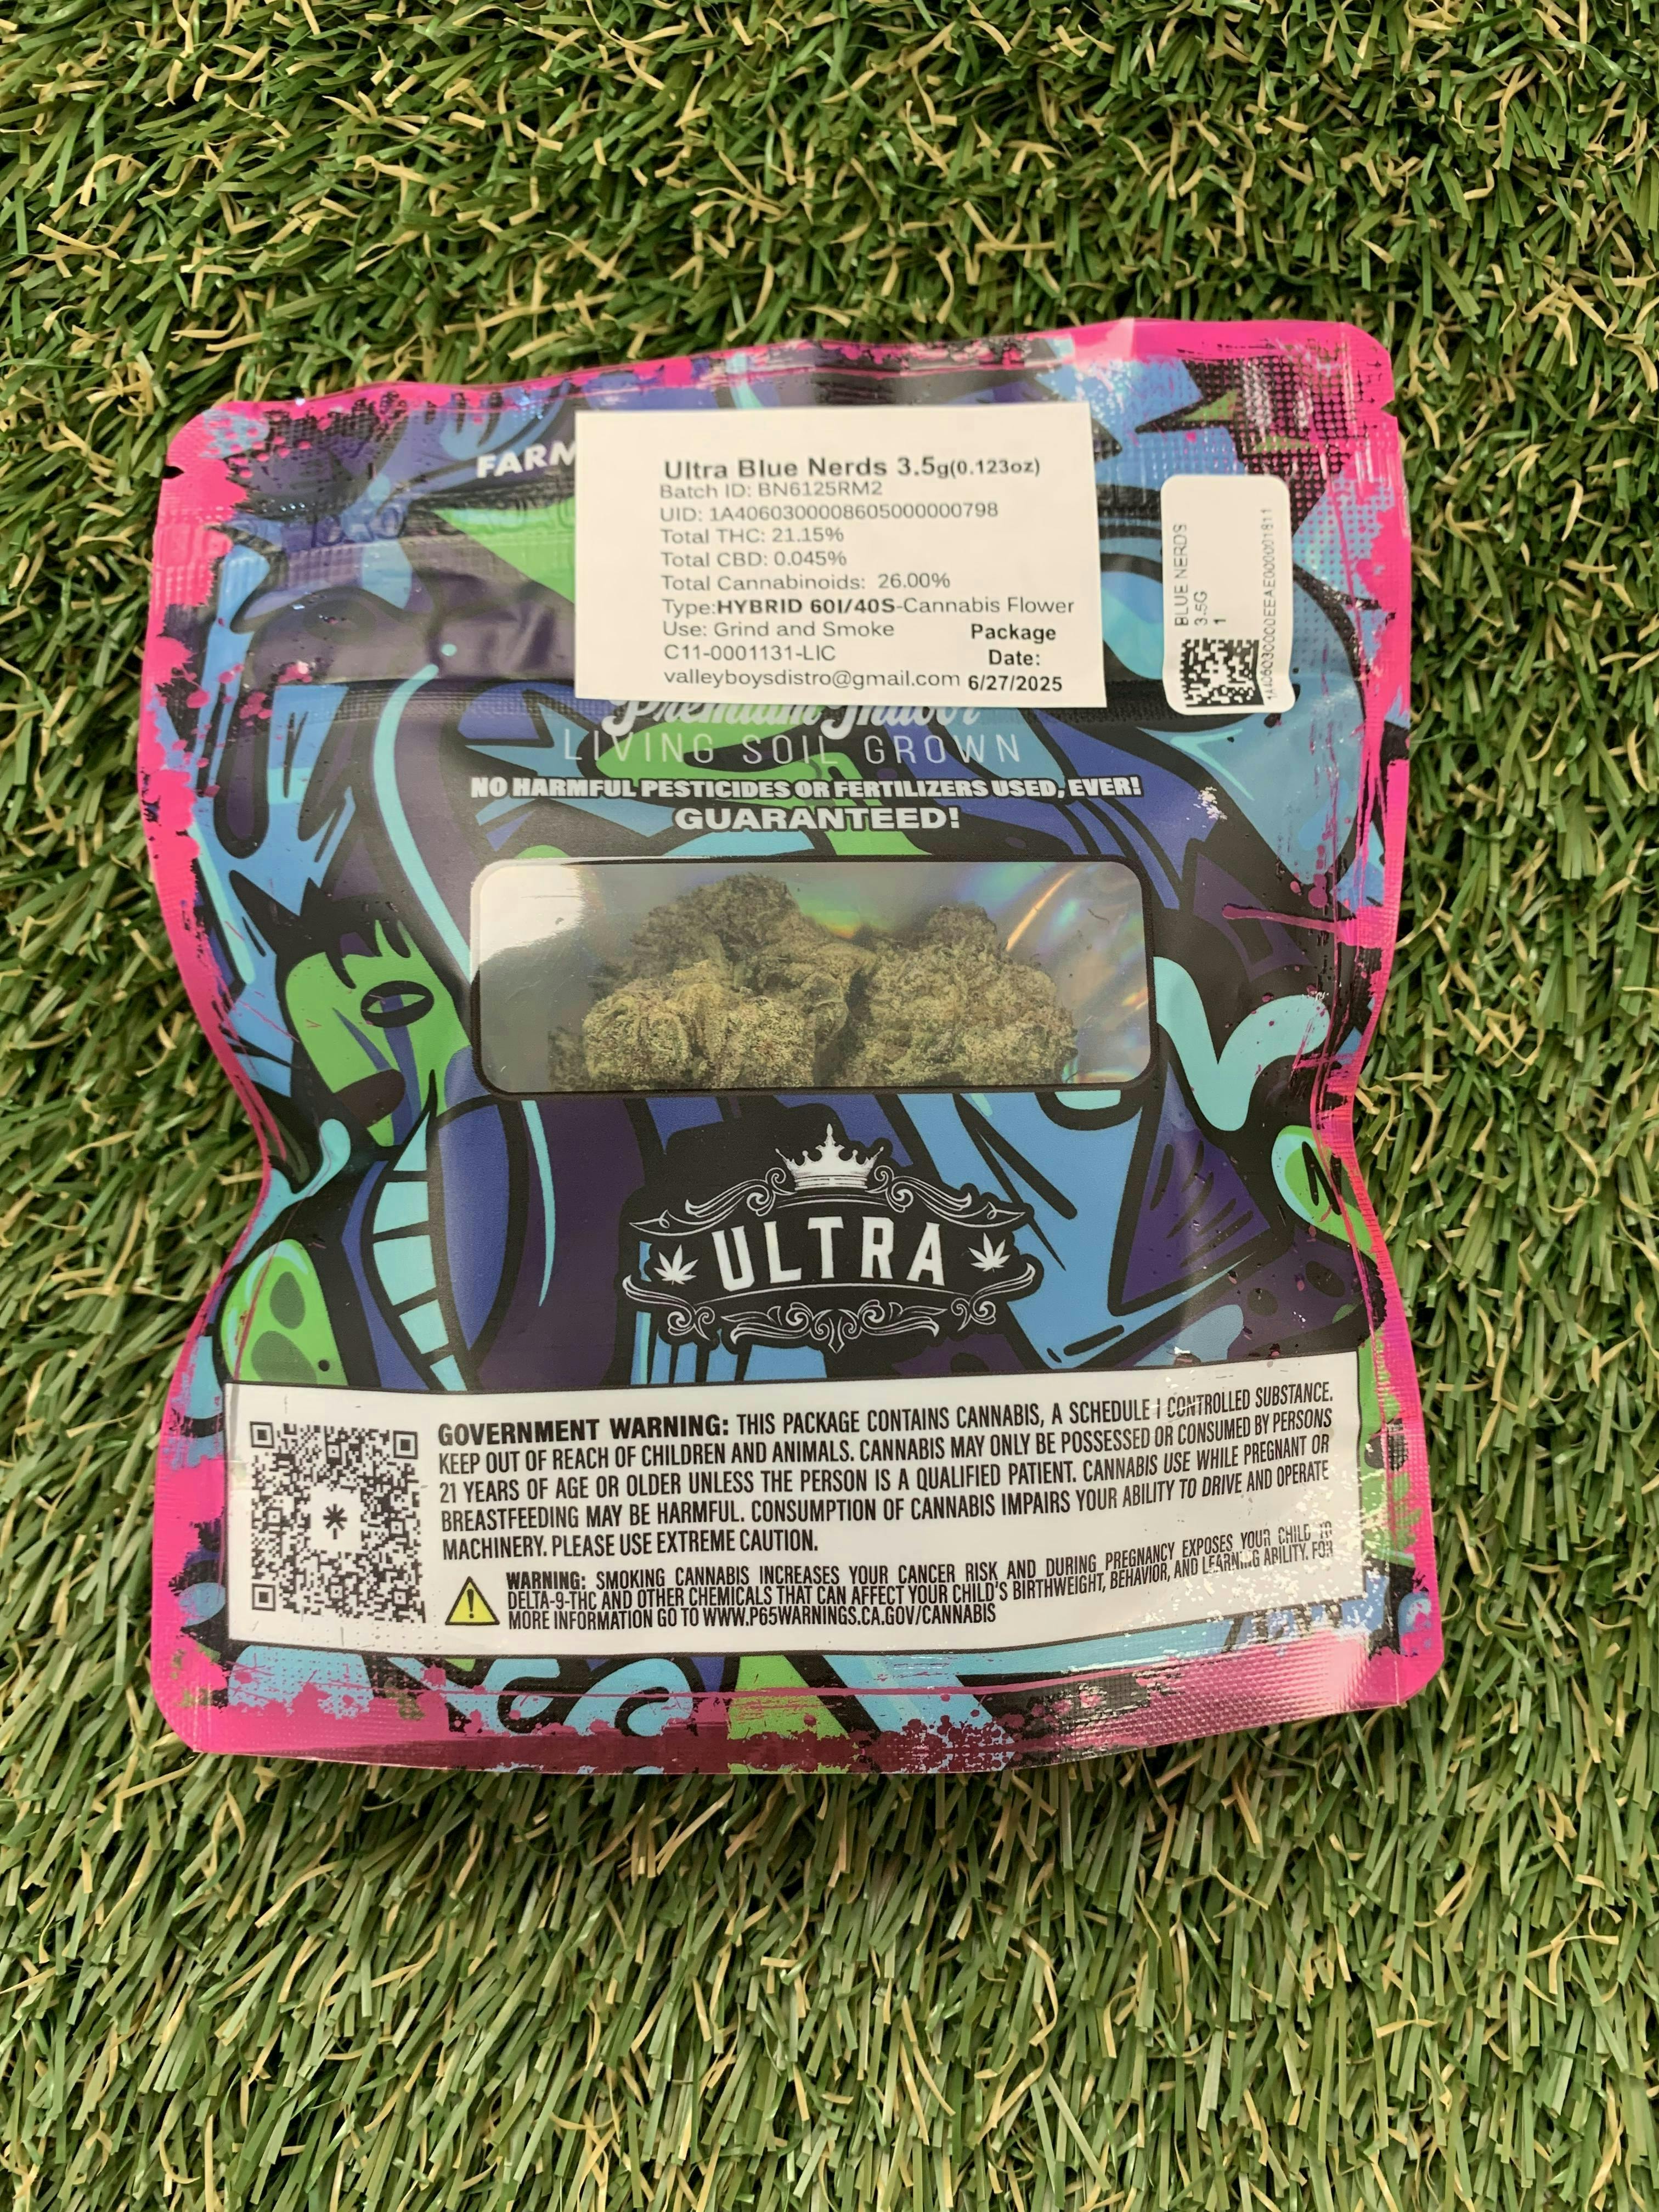 FARM
Ultra Blue Nerds 3.5g(0.123oz)
Batch ID: BN6125RM2
UID: 1A4060300008605000000798
Total THC: 21.15%
Total CBD: 0.045%
Total Cannabinoids: 26.00%
Type:HYBRID 60I/40S-Cannabis Flower
Use: Grind and Smoke
C11-0001131-LIC
valleyboysdistro@gmail.com
Package
Date:
6/27/2025
BLUE NERDS
3.5G
1
Premium Indoor
LIVING SOIL GROWN
NO HARMFUL PESTICIDES OR FERTILIZERS USED, EVER!
GUARANTEED!
ULTRA
GOVERNMENT WARNING: THIS PACKAGE CONTAINS CANNABIS, A SCHEDULE I CONTROLLED SUBSTANCE.
KEEP OUT OF REACH OF CHILDREN AND ANIMALS. CANNABIS MAY ONLY BE POSSESSED OR CONSUMED BY PERSONS
21 YEARS OF AGE OR OLDER UNLESS THE PERSON IS A QUALIFIED PATIENT. CANNABIS USE WHILE PREGNANT OR
BREASTFEEDING MAY BE HARMFUL. CONSUMPTION OF CANNABIS IMPAIRS YOUR ABILITY TO DRIVE AND OPERATE
MACHINERY. PLEASE USE EXTREME CAUTION.
WARNING: SMOKING CANNABIS INCREASES YOUR CANCER RISK AND DURING PREGNANCY EXPOSES YOUR CHILD TO
DELTA-9-THC AND OTHER CHEMICALS THAT CAN AFFECT YOUR CHILD'S BIRTHWEIGHT, BEHAVIOR, AND LEARNING ABILITY. FOR
MORE INFORMATION GO TO WWW.P65WARNINGS.CA.GOV/CANNABIS